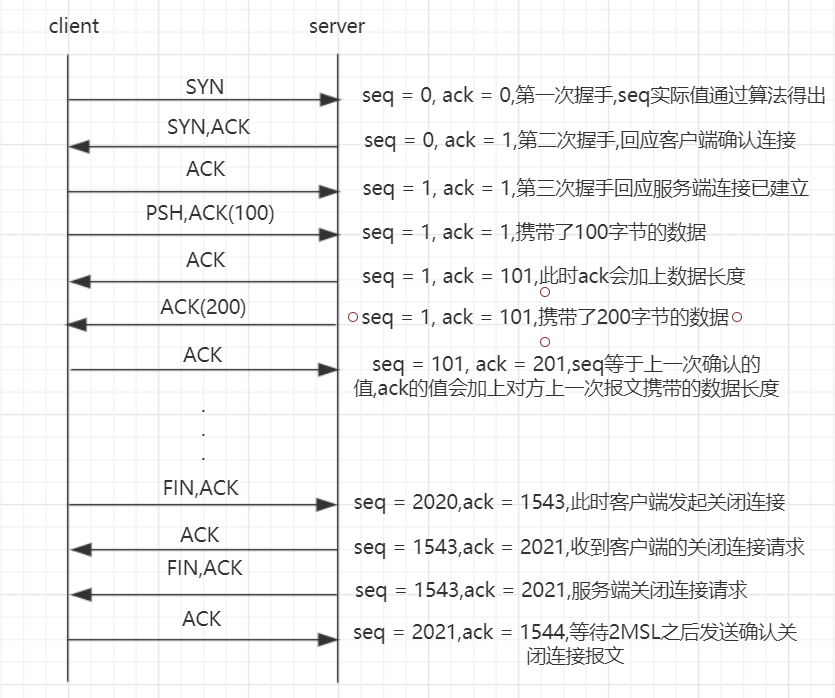 client server
SYN
seq = 0, ack = 0,第一次握手,seq实际值通过算法得出
SYN,ACK
seq = 0, ack = 1,第二次握手,回应客户端确认连接
ACK
seq = 1, ack = 1,第三次握手回应服务端连接已建立
PSH,ACK(100)
seq = 1, ack = 1,携带了100字节的数据
ACK
seq = 1, ack = 101,此时ack会加上数据长度
ACK(200)
seq = 1, ack = 101,携带了200字节的数据
ACK
seq = 101, ack = 201,seq等于上一次确认的
值,ack的值会加上对方上一次报文携带的数据长度
.
.
.
FIN,ACK
seq = 2020,ack = 1543,此时客户端发起关闭连接
ACK
seq = 1543,ack = 2021,收到客户端的关闭连接请求
FIN,ACK
seq = 1543,ack = 2021,服务端关闭连接请求
ACK
seq = 2021,ack = 1544,等待2MSL之后发送确认关
闭连接报文